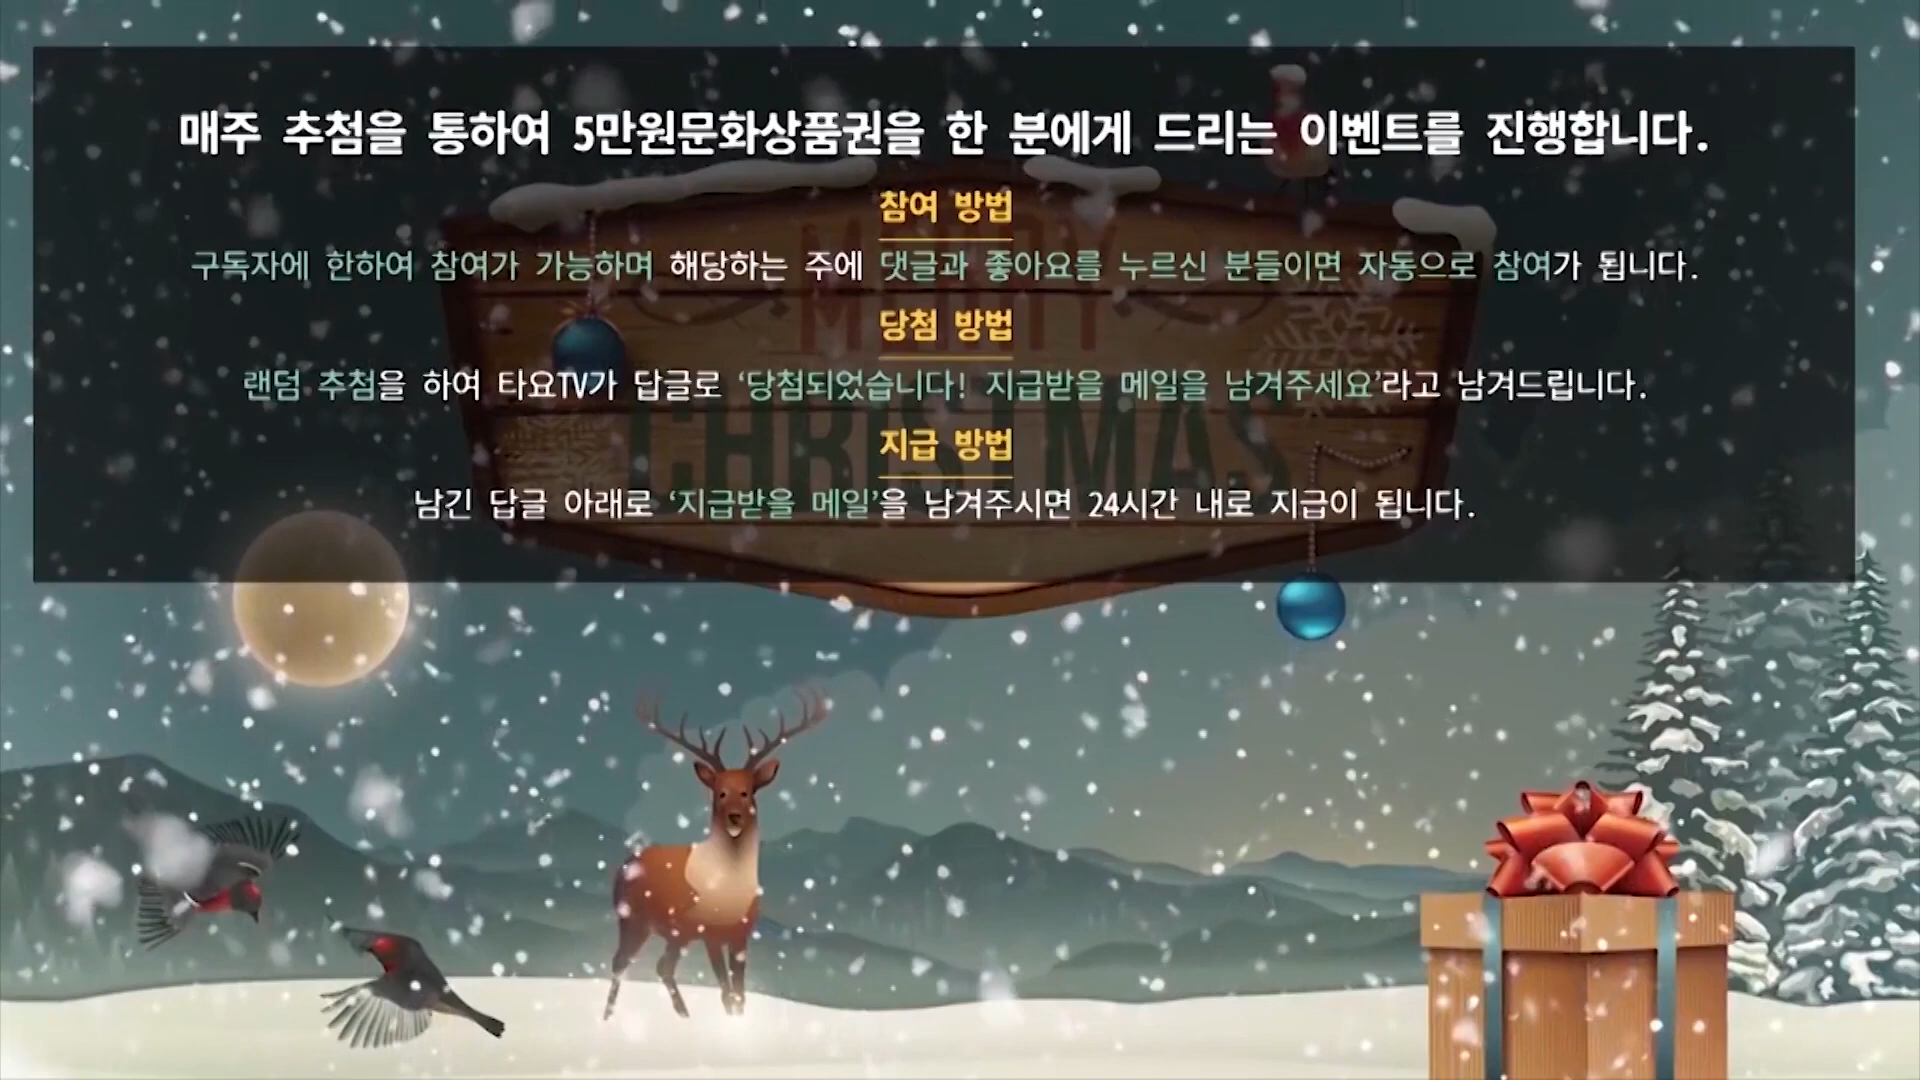 매주 추첨을 통하여 5만원문화상품권을 한 분에게 드리는 이벤트를 진행합니다.
참여 방법
구독자에 한하여 참여가 가능하며 해당하는 주에 댓글과 좋아요를 누르신 분들이면 자동으로 참여가 됩니다.
당첨 방법
랜덤 추첨을 하여 타요TV가 답글로 ‘당첨되었습니다! 지급받을 메일을 남겨주세요’라고 남겨드립니다.
지급 방법
남긴 답글 아래로 ‘지급받을 메일’을 남겨주시면 24시간 내로 지급이 됩니다.
MERRY
CHRISTMAS